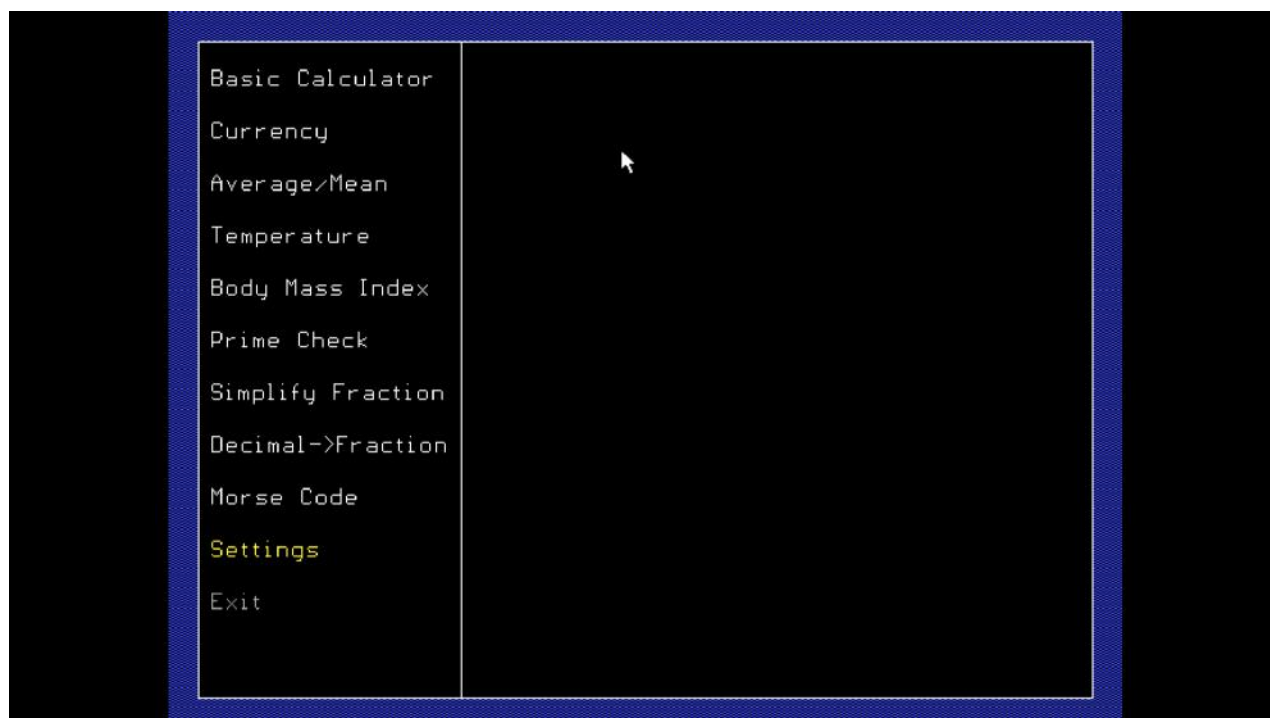 Basic Calculator
Currency
Average/Mean
Temperature
Body Mass Index
Prime Check
Simplify Fraction
Decimal->Fraction
Morse Code
Settings
Exit